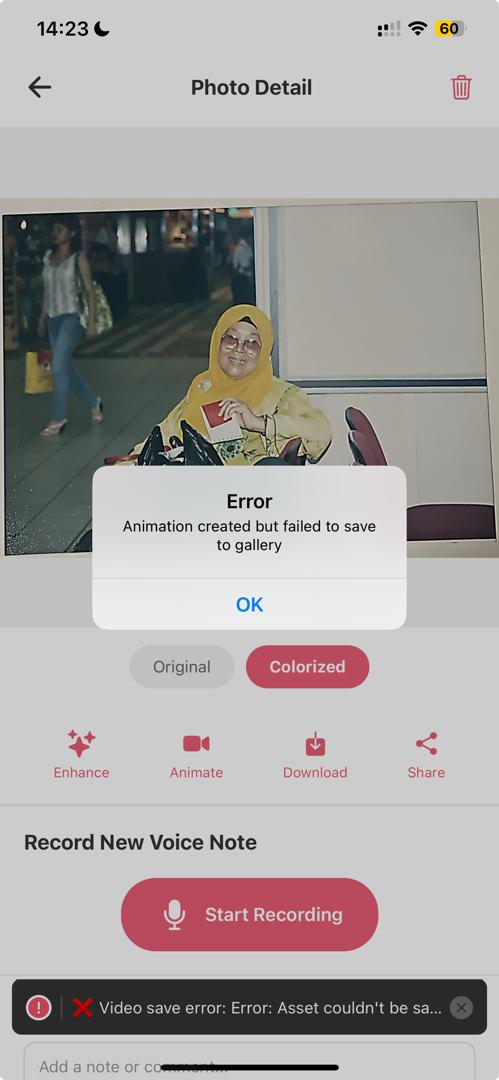 14:23
60
Photo Detail
Error
Animation created but failed to save
to gallery
OK
Original
Colorized
Enhance
Animate
Download
Share
Record New Voice Note
Start Recording
! ❌ Video save error: Error: Asset couldn't be sa...
Add a note or comment...